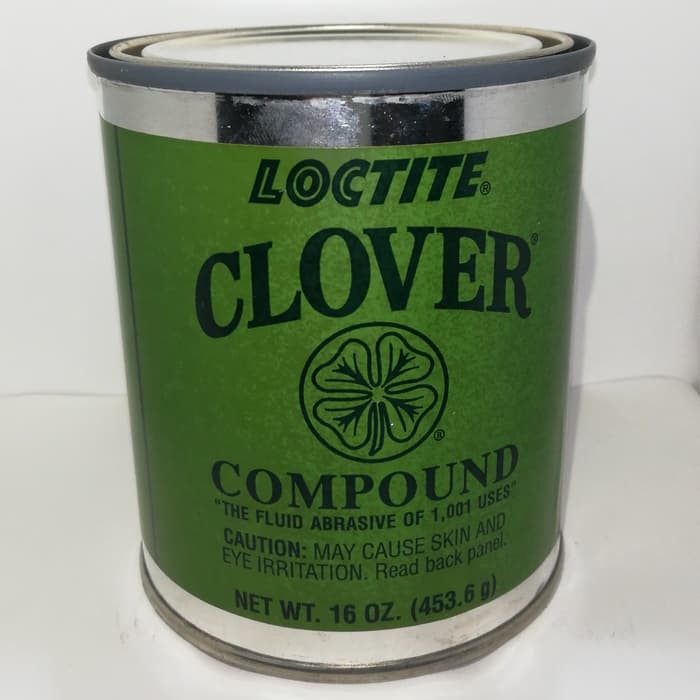 LOCTITE®
CLOVER®
®
COMPOUND
"THE FLUID ABRASIVE OF 1,001 USES"
CAUTION: MAY CAUSE SKIN AND
EYE IRRITATION. Read back panel.
NET WT. 16 OZ. (453.6 g)